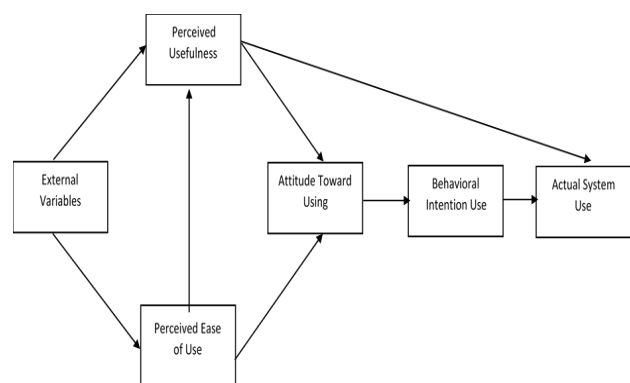 Perceived
Usefulness
External
Variables
Attitude Toward
Using
Behavioral
Intention Use
Actual System
Use
Perceived Ease
of Use